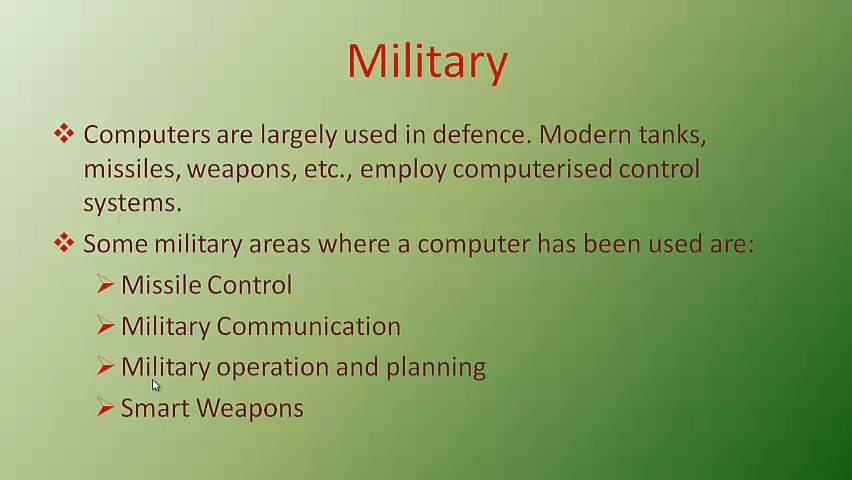 Military
Computers are largely used in defence. Modern tanks,
missiles, weapons, etc., employ computerised control
systems.
Some military areas where a computer has been used are:
Missile Control
Military Communication
Military operation and planning
Smart Weapons